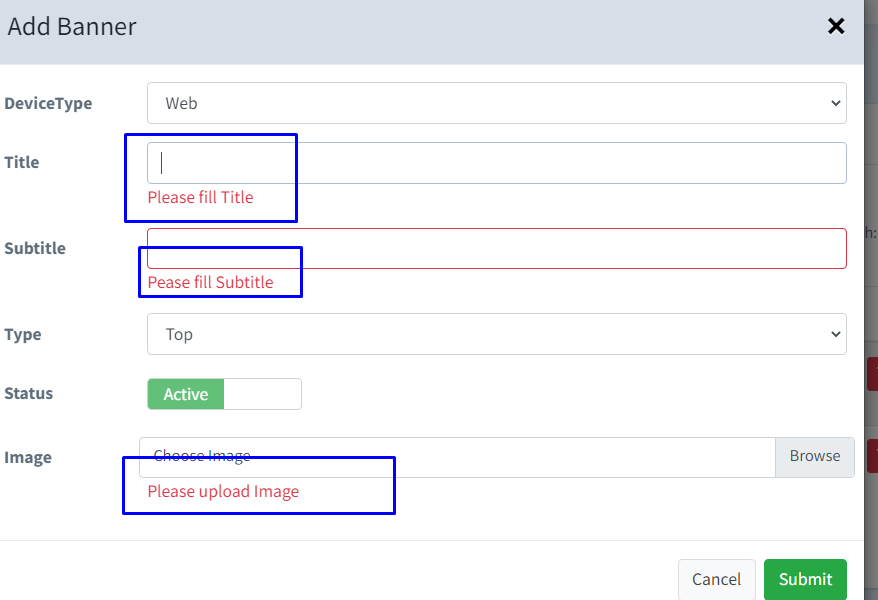 Add Banner
DeviceType
Web
Title
Please fill Title
Subtitle
Pease fill Subtitle
Type
Top
Status
Active
Image
Choose Image
Browse
Please upload Image
Cancel
Submit
h: